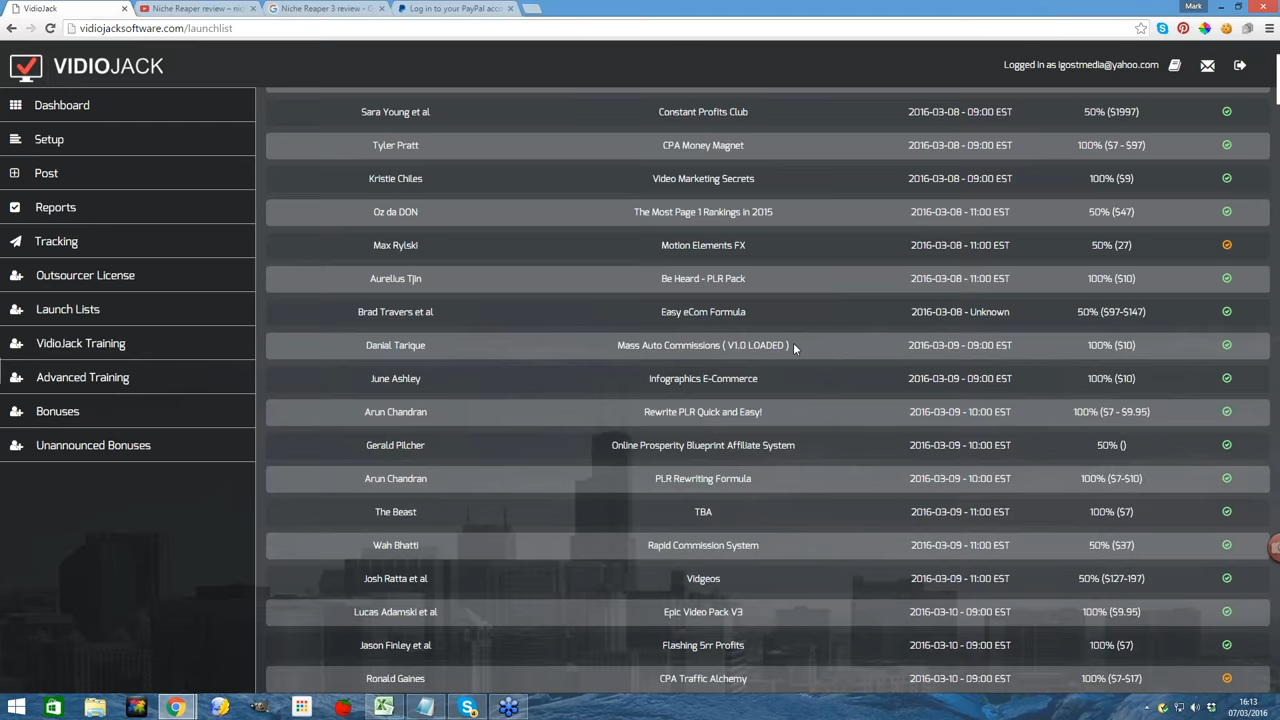 VidioJack
Niche Reaper review – nic
Niche Reaper 3 review - G
Log in to your PayPal acco
Mark
vidiojacksoftware.com/launchlist
VIDIOJACK
Logged in as igostmedia@yahoo.com
Dashboard
Setup
Post
Reports
Tracking
Outsourcer License
Launch Lists
VidioJack Training
Advanced Training
Bonuses
Unannounced Bonuses
Sara Young et al Constant Profits Club 2016-03-08 - 09:00 EST 50% ($1997)
Tyler Pratt CPA Money Magnet 2016-03-08 - 09:00 EST 100% ($7 - $97)
Kristie Chiles Video Marketing Secrets 2016-03-08 - 09:00 EST 100% ($9)
Oz da DON The Most Page 1 Rankings in 2015 2016-03-08 - 11:00 EST 50% ($47)
Max Rylski Motion Elements FX 2016-03-08 - 11:00 EST 50% (27)
Aurelius Tjin Be Heard - PLR Pack 2016-03-08 - 11:00 EST 100% ($10)
Brad Travers et al Easy eCom Formula 2016-03-08 - Unknown 50% ($97-$147)
Danial Tarique Mass Auto Commissions ( V1.0 LOADED ) 2016-03-09 - 09:00 EST 100% ($10)
June Ashley Infographics E-Commerce 2016-03-09 - 09:00 EST 100% ($10)
Arun Chandran Rewrite PLR Quick and Easy! 2016-03-09 - 10:00 EST 100% ($7 - $9.95)
Gerald Pilcher Online Prosperity Blueprint Affiliate System 2016-03-09 - 10:00 EST 50% ()
Arun Chandran PLR Rewriting Formula 2016-03-09 - 10:00 EST 100% ($7-$10)
The Beast TBA 2016-03-09 - 11:00 EST 100% ($7)
Wah Bhatti Rapid Commission System 2016-03-09 - 11:00 EST 50% ($37)
Josh Ratta et al Vidgeos 2016-03-09 - 11:00 EST 50% ($127-197)
Lucas Adamski et al Epic Video Pack V3 2016-03-10 - 09:00 EST 100% ($9.95)
Jason Finley et al Flashing 5rr Profits 2016-03-10 - 09:00 EST 100% ($7)
Ronald Gaines CPA Traffic Alchemy 2016-03-10 - 09:00 EST 100% ($7-$17)
16:13
07/03/2016